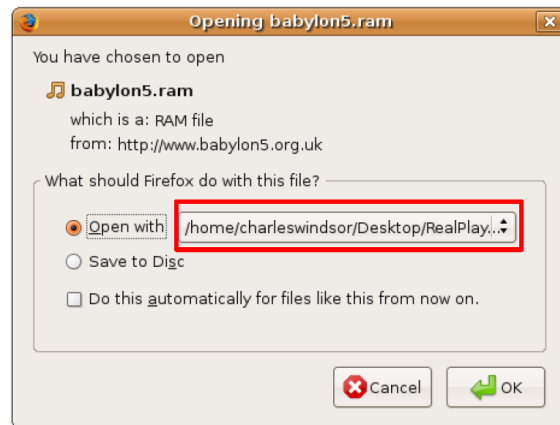 Opening babylon5.ram
You have chosen to open
babylon5.ram
which is a: RAM file
from: http://www.babylon5.org.uk
What should Firefox do with this file?
Open with /home/charleswindsor/Desktop/RealPlay...
Save to Disc
Do this automatically for files like this from now on.
Cancel OK